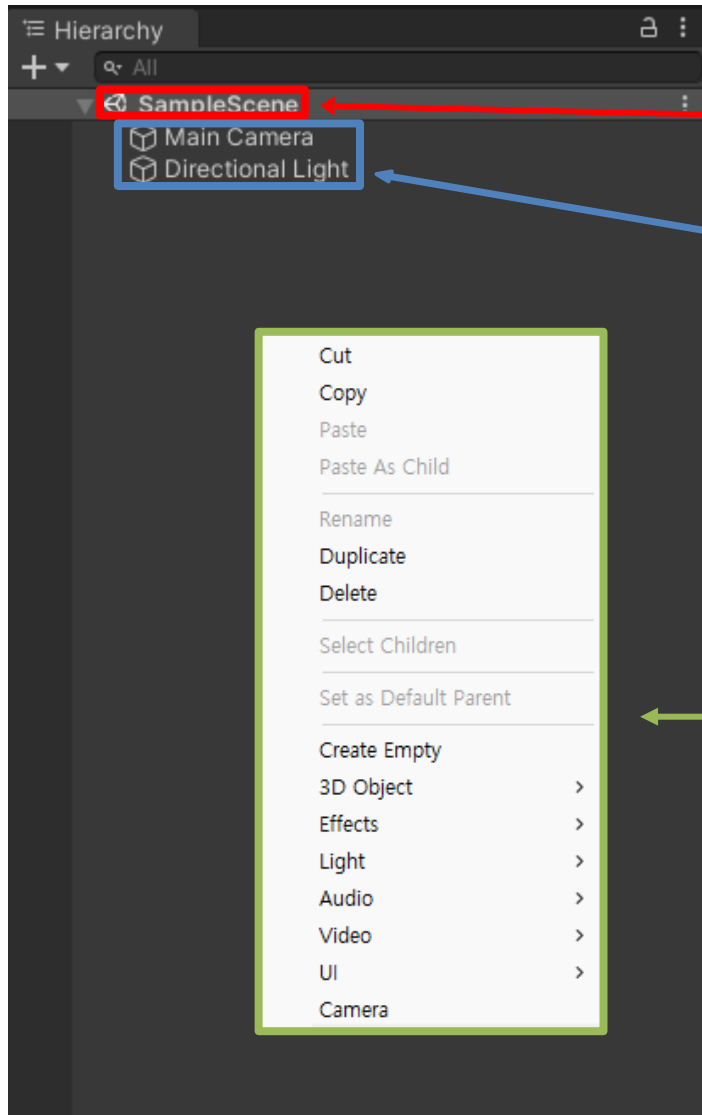 Hierarchy
All
SampleScene
Main Camera
Directional Light
Cut
Copy
Paste
Paste As Child
Rename
Duplicate
Delete
Select Children
Set as Default Parent
Create Empty
3D Object
Effects
Light
Audio
Video
UI
Camera